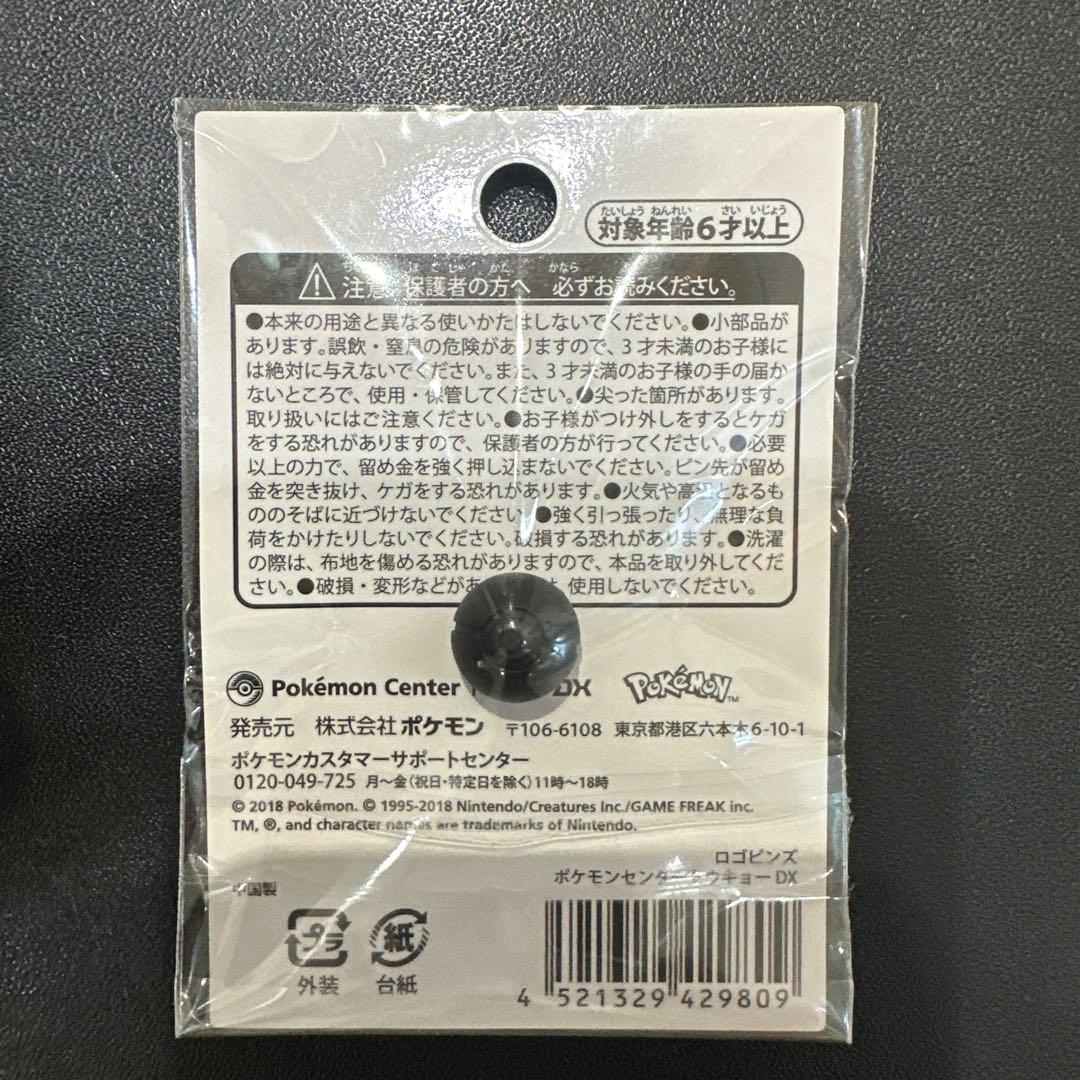 たいしょう ねんれい さい いじょう
対象年齢6才以上
ほごしゃ かた かなら
注意 保護者の方へ 必ずお読みください。
●本来の用途と異なる使いかたはしないでください。●小部品が
あります。誤飲・窒息の危険がありますので、3才未満のお子様に
は絶対に与えないでください。また、3才未満のお子様の手の届か
ないところで、使用・保管してください。●尖った箇所があります。
取り扱いにはご注意ください。●お子様がつけ外しをするとケガ
をする恐れがありますので、保護者の方が行ってください。●必要
以上の力で、留め金を強く押し込まないでください。ピン先が留め
金を突き抜け、ケガをする恐れがあります。●火気や高温となるも
ののそばに近づけないでください。●強く引っ張ったり、無理な負
荷をかけたりしないでください。破損する恐れがあります。●洗濯
の際は、布地を傷める恐れがありますので、本品を取り外してくだ
さい。●破損・変形などがあ 使用しないでください。
Pokémon Center DX POKéMON TM
発売元 株式会社ポケモン 〒106-6108 東京都港区六本木6-10-1
ポケモンカスタマーサポートセンター
0120-049-725 月～金(祝日・特定日を除く)11時～18時
© 2018 Pokémon. © 1995-2018 Nintendo/Creatures Inc./GAME FREAK inc.
TM, ®, and character names are trademarks of Nintendo.
ロゴピンズ
ポケモンセンタートウキョーDX
中国製
プラ 紙
外装 台紙
4 521329 429809